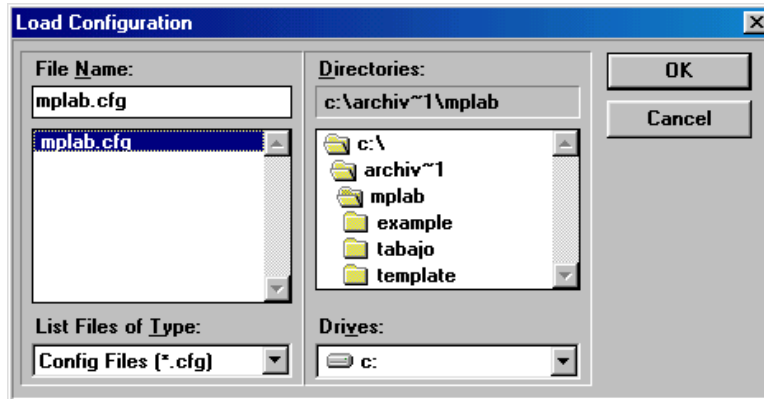 Load Configuration
File Name:
mplab.cfg
mplab.cfg
List Files of Type:
Config Files (*.cfg)
Directories:
c:\archiv~1\mplab
c:\
archiv~1
mplab
example
tabajo
template
Drives:
c:
OK
Cancel